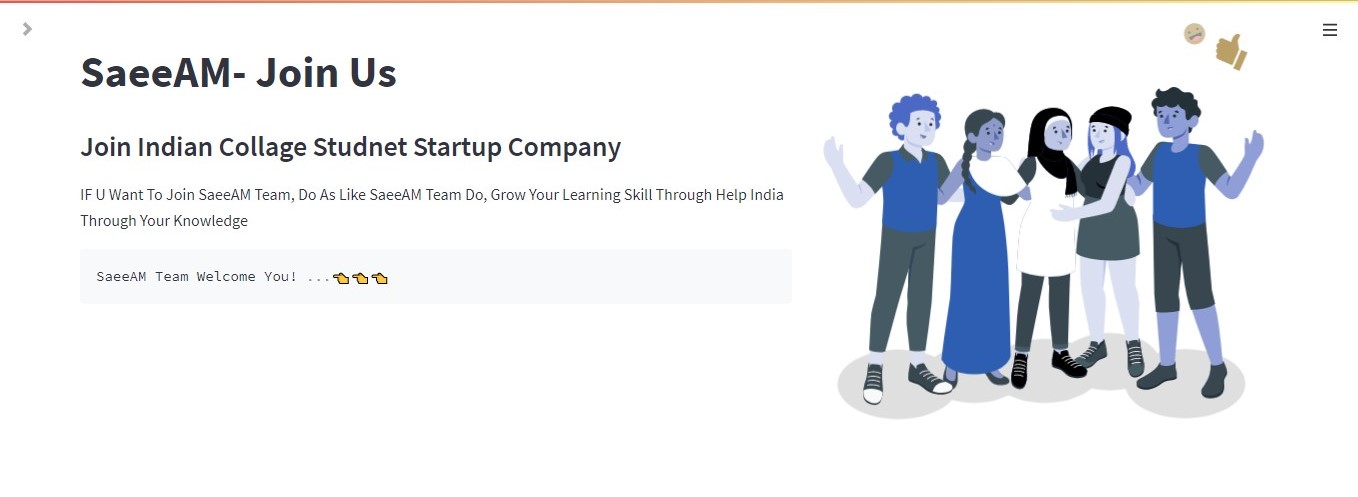 SaeeAM- Join Us
Join Indian Collage Studnet Startup Company
IF U Want To Join SaeeAM Team, Do As Like SaeeAM Team Do, Grow Your Learning Skill Through Help India
Through Your Knowledge
SaeeAM Team Welcome You! ...👈👈👈